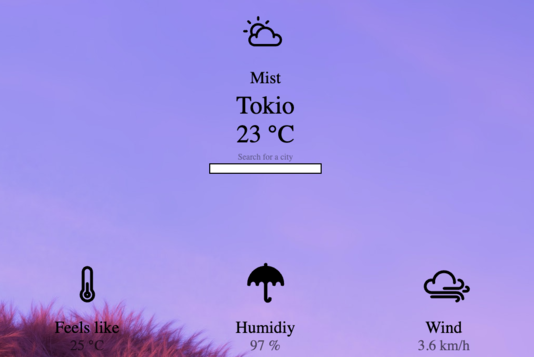 Mist
Tokio
23 °C
Search for a city
Feels like
25 °C
Humidiy
97 %
Wind
3.6 km/h